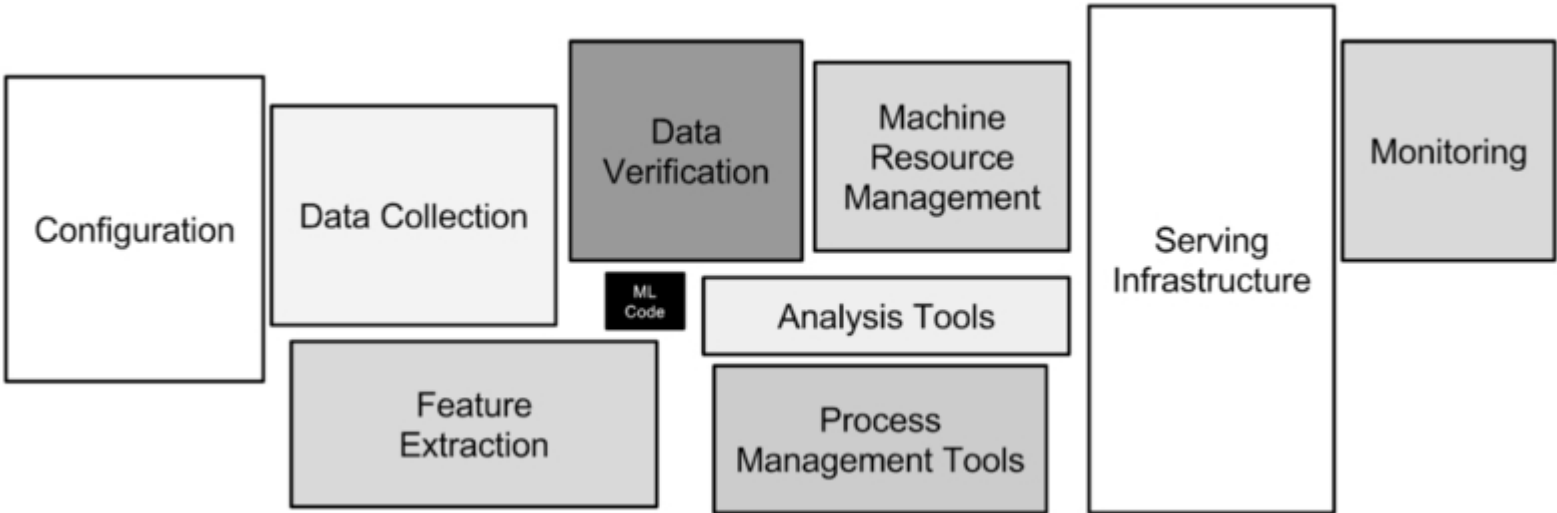 Configuration
Data Collection
Feature
Extraction
Data
Verification
ML
Code
Machine
Resource
Management
Analysis Tools
Process
Management Tools
Serving
Infrastructure
Monitoring